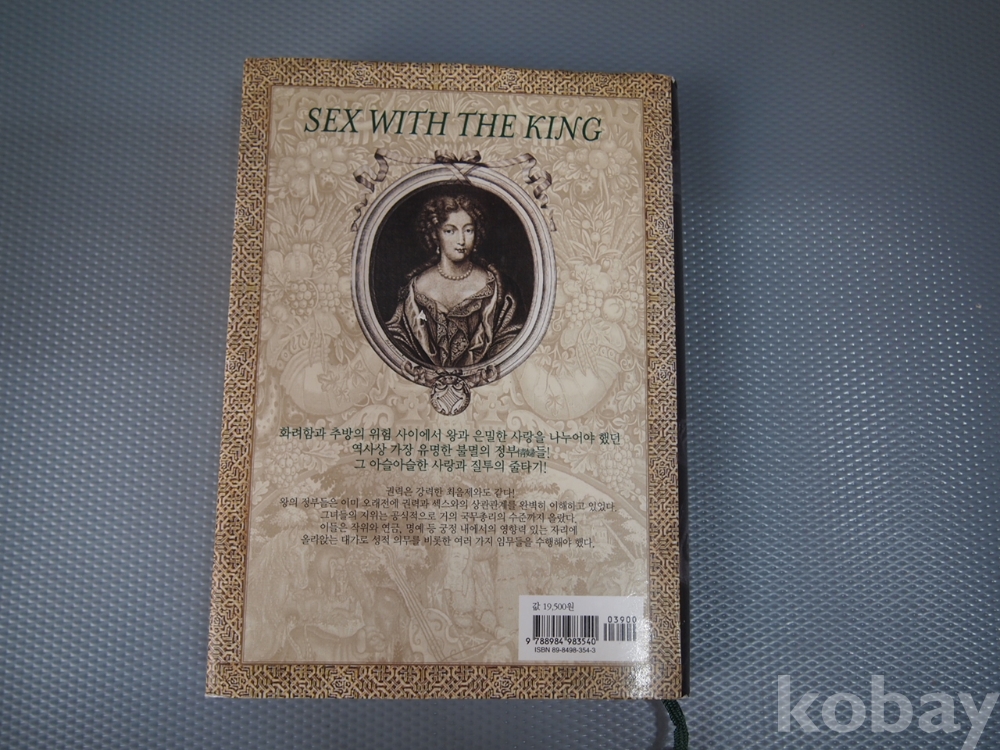 SEX WITH THE KING
화려함과 추방의 위험 사이에서 왕과 은밀한 사랑을 나누어야 했던
역사상 가장 유명한 불멸의 정부情婦들!
그 아슬아슬한 사랑과 질투의 줄타기!
권력은 강력한 최음제와도 같다!
왕의 정부들은 이미 오래전에 권력과 섹스와의 상관관계를 완벽히 이해하고 있었다.
그녀들의 지위는 공식적으로 거의 국무총리의 수준까지 올랐다.
이들은 작위와 연금, 명예 등 궁정 내에서의 영향력 있는 자리에
올라앉는 대가로 성적 의무를 비롯한 여러 가지 임무들을 수행해야 했다.
값 19,500원
03900
9 788984 983540
ISBN 89-8498-354-3
kobay